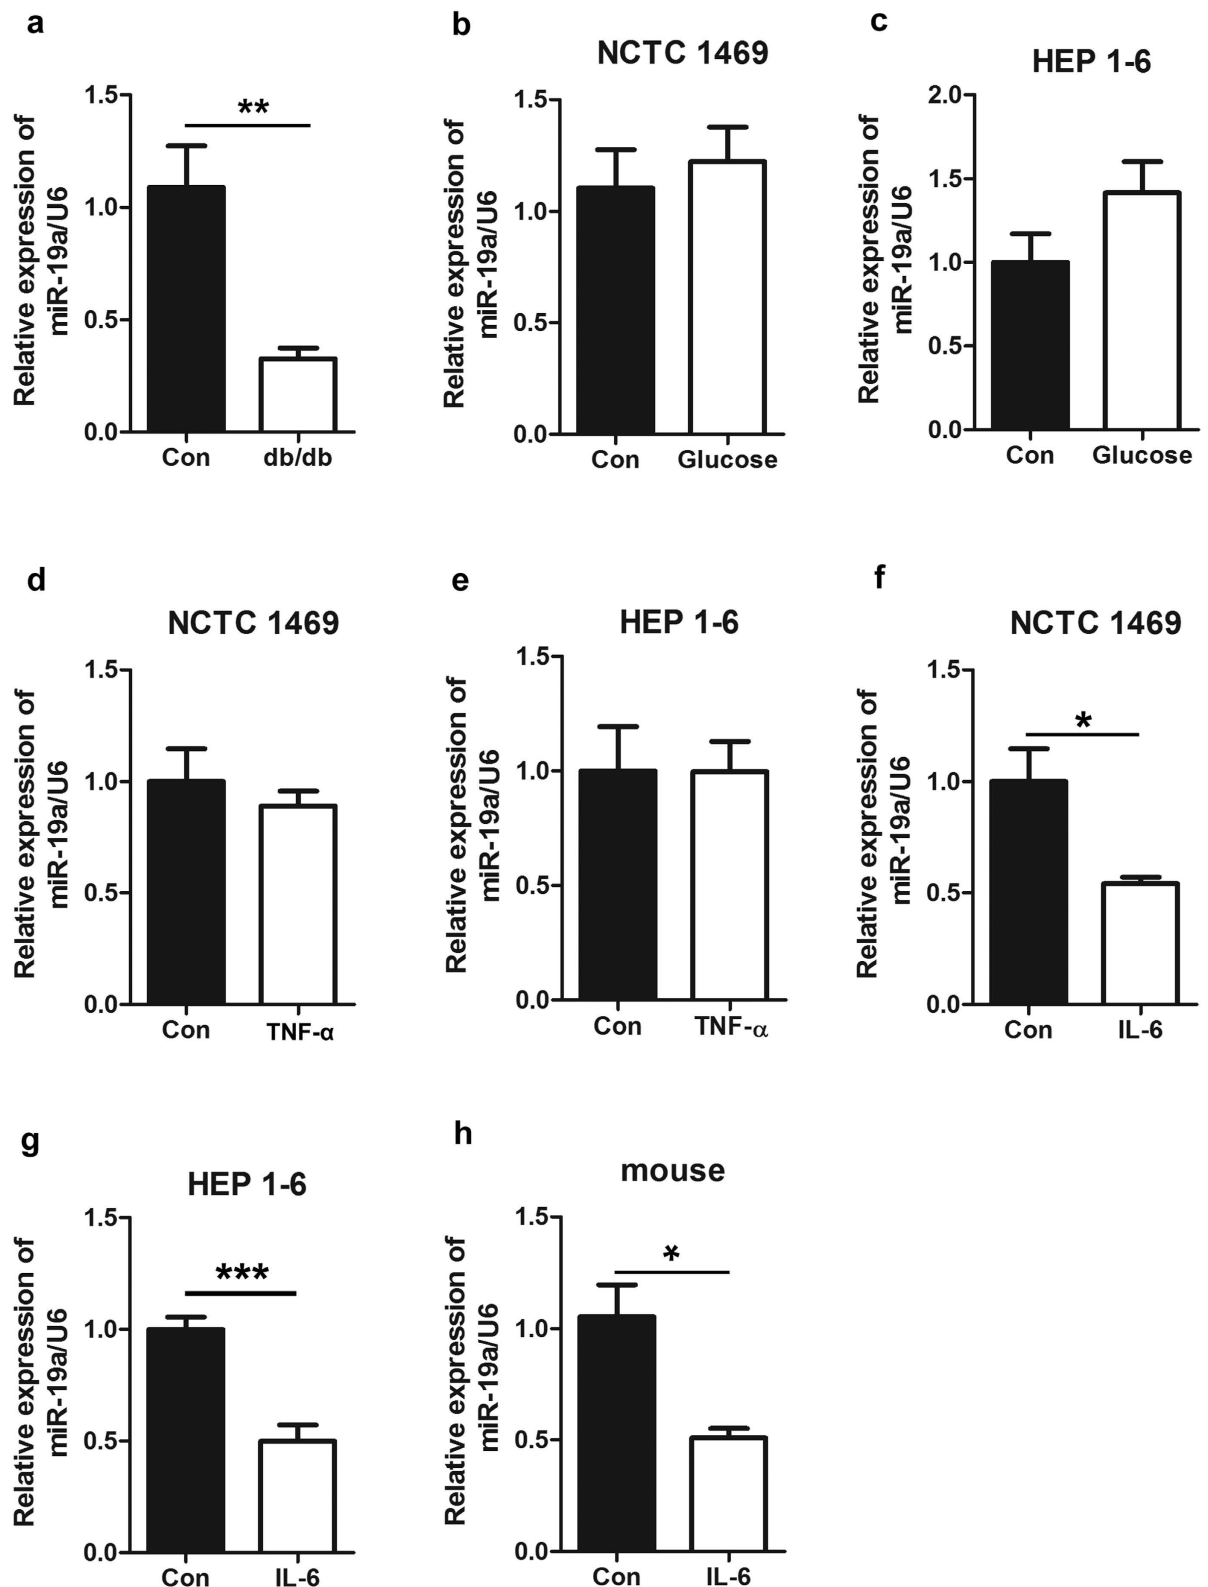 a
Relative expression of
miR-19a/U6
1.5
1.0
0.5
0.0
**
Con
db/db
b
NCTC 1469
Relative expression of
miR-19a/U6
1.5
1.0
0.5
0.0
Con
Glucose
c
HEP 1-6
Relative expression of
miR-19a/U6
2.0
1.5
1.0
0.5
0.0
Con
Glucose
d
NCTC 1469
Relative expression of
miR-19a/U6
1.5
1.0
0.5
0.0
Con
TNF-α
e
HEP 1-6
Relative expression of
miR-19a/U6
1.5
1.0
0.5
0.0
Con
TNF-α
f
NCTC 1469
Relative expression of
miR-19a/U6
1.5
1.0
0.5
0.0
*
Con
IL-6
g
HEP 1-6
Relative expression of
miR-19a/U6
1.5
1.0
0.5
0.0
***
Con
IL-6
h
mouse
Relative expression of
miR-19a/U6
1.5
1.0
0.5
0.0
*
Con
IL-6